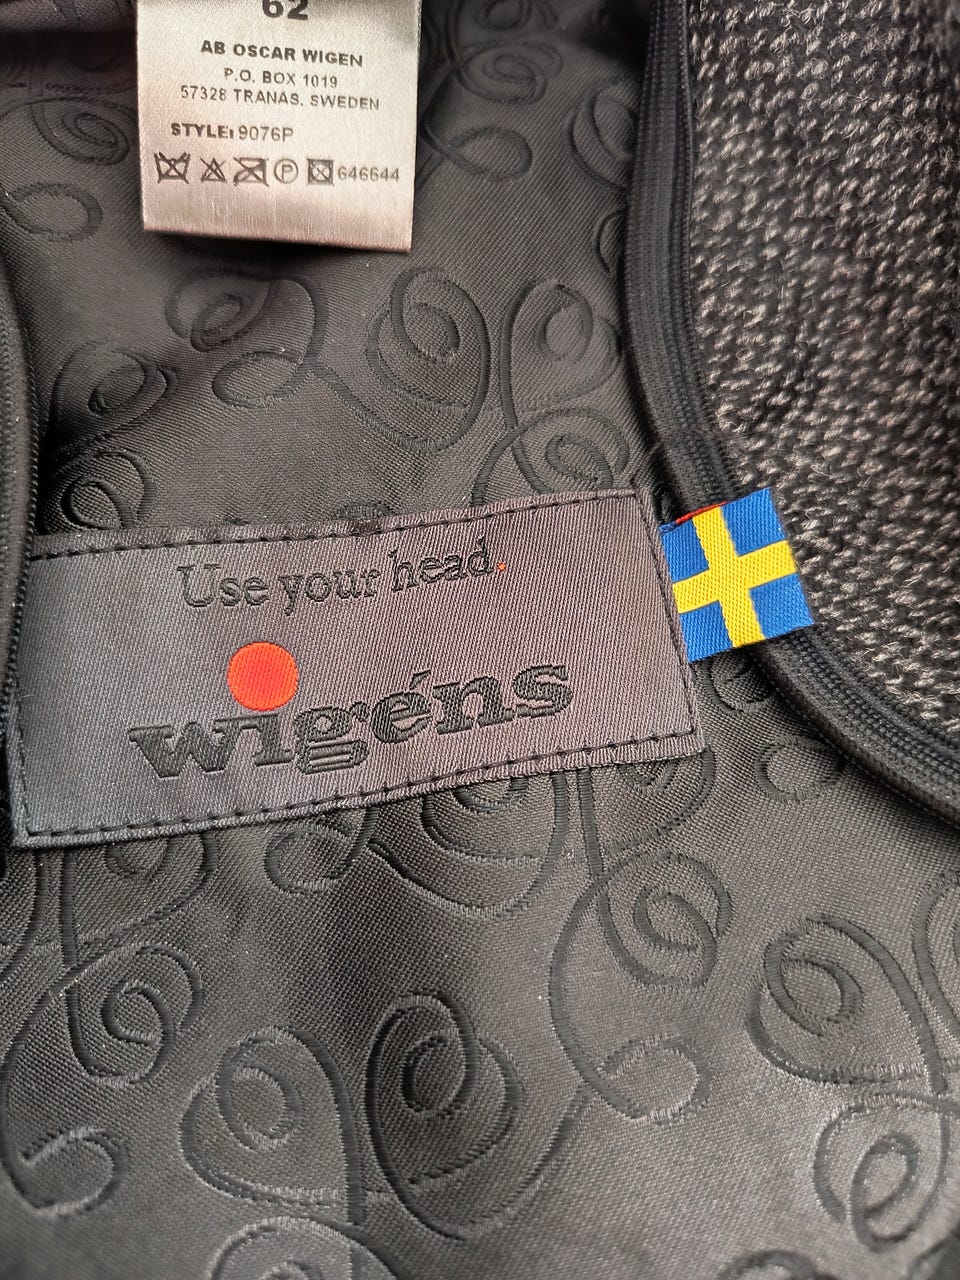 62
AB OSCAR WIGEN
P.O. BOX 1019
57328 TRANAS. SWEDEN
STYLE: 9076P
P 646644
Use your head.
wigéns